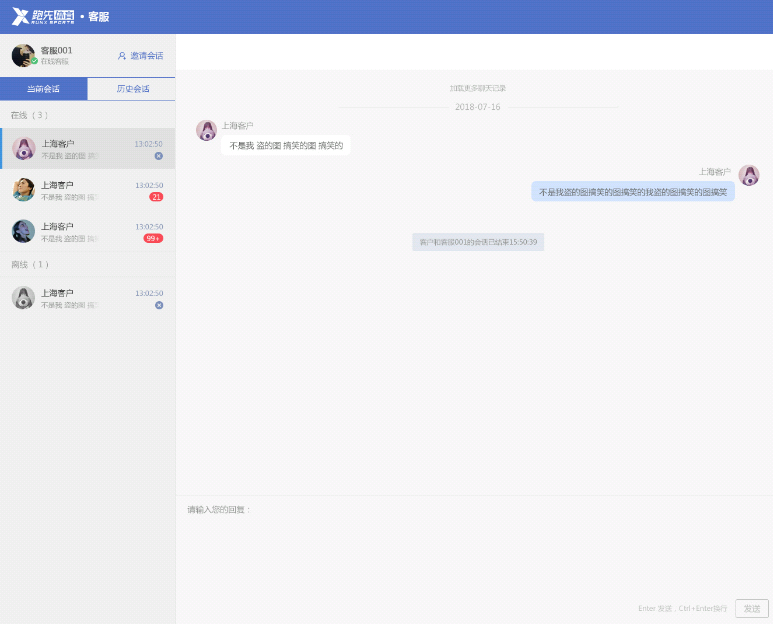 跑先体育 • 客服
RUNX SPORTS
客服001
在线客服
邀请会话
当前会话
历史会话
在线（3）
上海客户
13:02:50
不是我 盗的图 搞
上海客户
13:02:50
不是我 盗的图 搞
21
上海客户
13:02:50
不是我 盗的图 搞
99+
离线（1）
上海客户
13:02:50
不是我 盗的图 搞
加载更多聊天记录
2018-07-16
上海客户
不是我 盗的图 搞笑的图 搞笑的
上海客户
不是我盗的图搞笑的图搞笑的我盗的图搞笑的图搞笑
客户和客服001的会话已结束15:50:39
请输入您的回复：
Enter 发送，Ctrl+Enter换行
发送